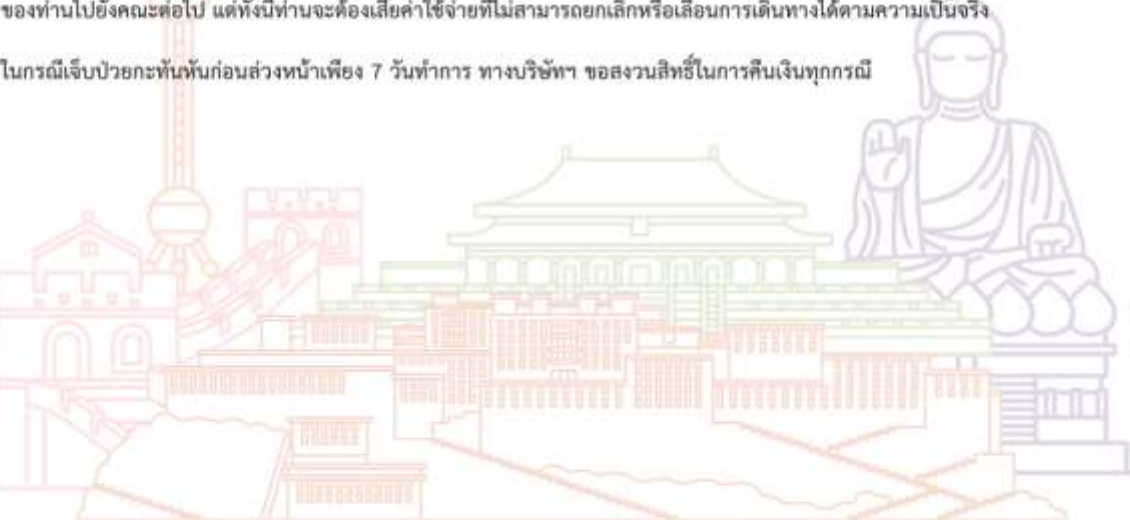 ของท่านไปยังคณะต่อไป แต่ทั้งนี้ท่านจะต้องเสียค่าใช้จ่ายที่ไม่สามารถยกเลิกหรือเลื่อนการเดินทางได้ตามความเป็นจริง
ในกรณีเจ็บป่วยกะทันหันก่อนล่วงหน้าเพียง 7 วันทำการ ทางบริษัทฯ ขอสงวนสิทธิ์ในการคืนเงินทุกกรณี